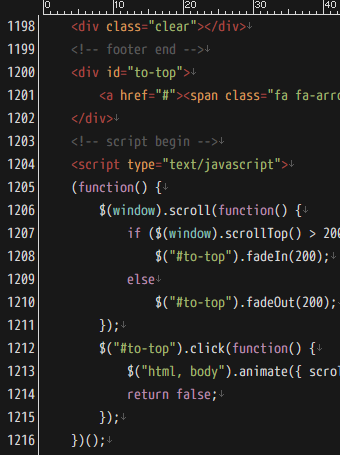 0 10 20 30 40
1198 <div class="clear"></div>↓
1199 <!-- footer end -->↓
1200 <div id="to-top">↓
1201 <a href="#"><span class="fa fa-arro
1202 </div>↓
1203 <!-- script begin -->↓
1204 <script type="text/javascript">↓
1205 (function() {↓
1206 $(window).scroll(function() {↓
1207 if ($(window).scrollTop() > 200
1208 $("#to-top").fadeIn(200);↓
1209 else↓
1210 $("#to-top").fadeOut(200);↓
1211 });↓
1212 $("#to-top").click(function() {↓
1213 $("html, body").animate({ scrol
1214 return false;↓
1215 });↓
1216 })();↓